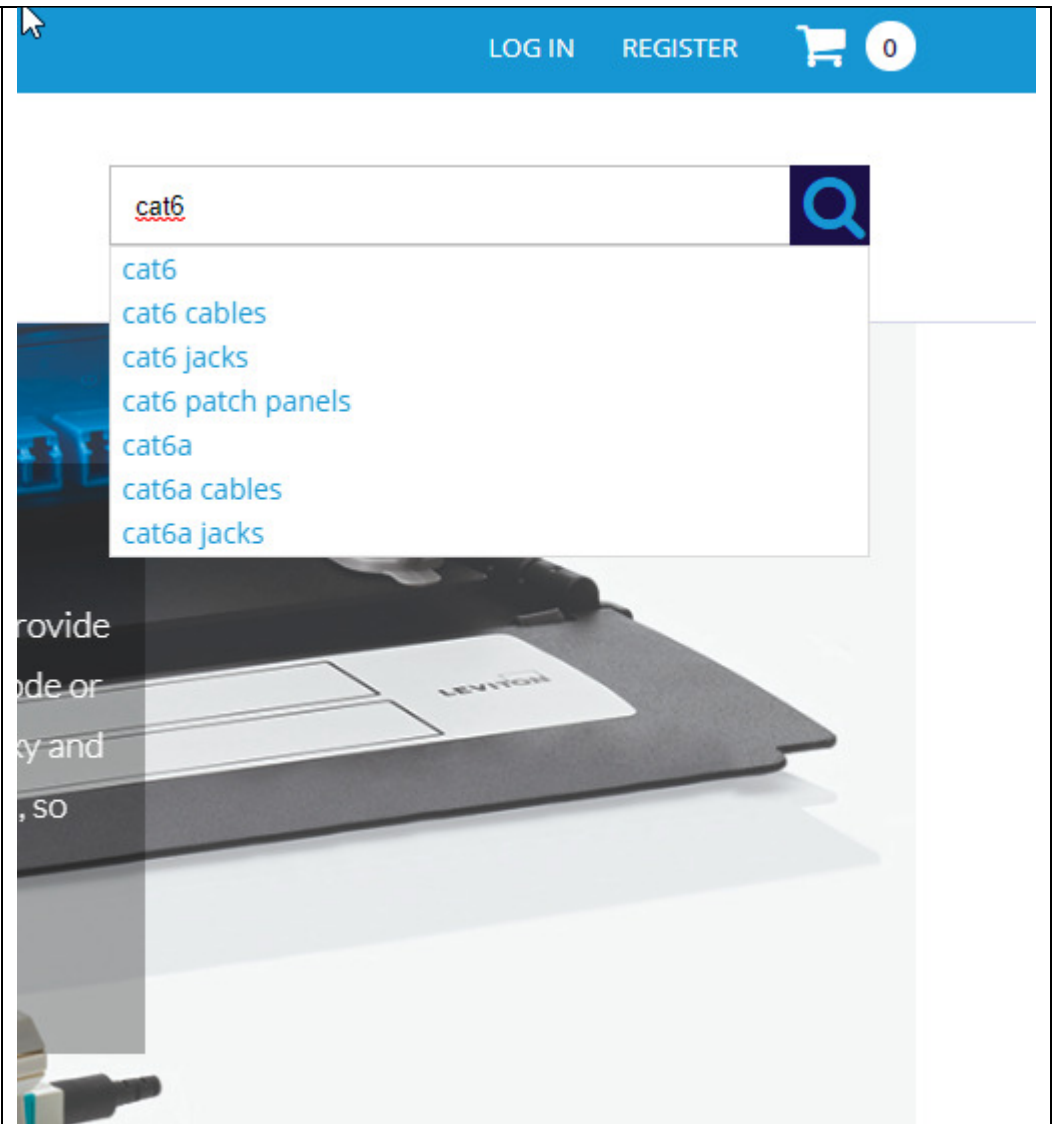 LOG IN REGISTER 0
cat6
cat6
cat6 cables
cat6 jacks
cat6 patch panels
cat6a
cat6a cables
cat6a jacks
rovide
ode or
ky and
, so
LEVITON